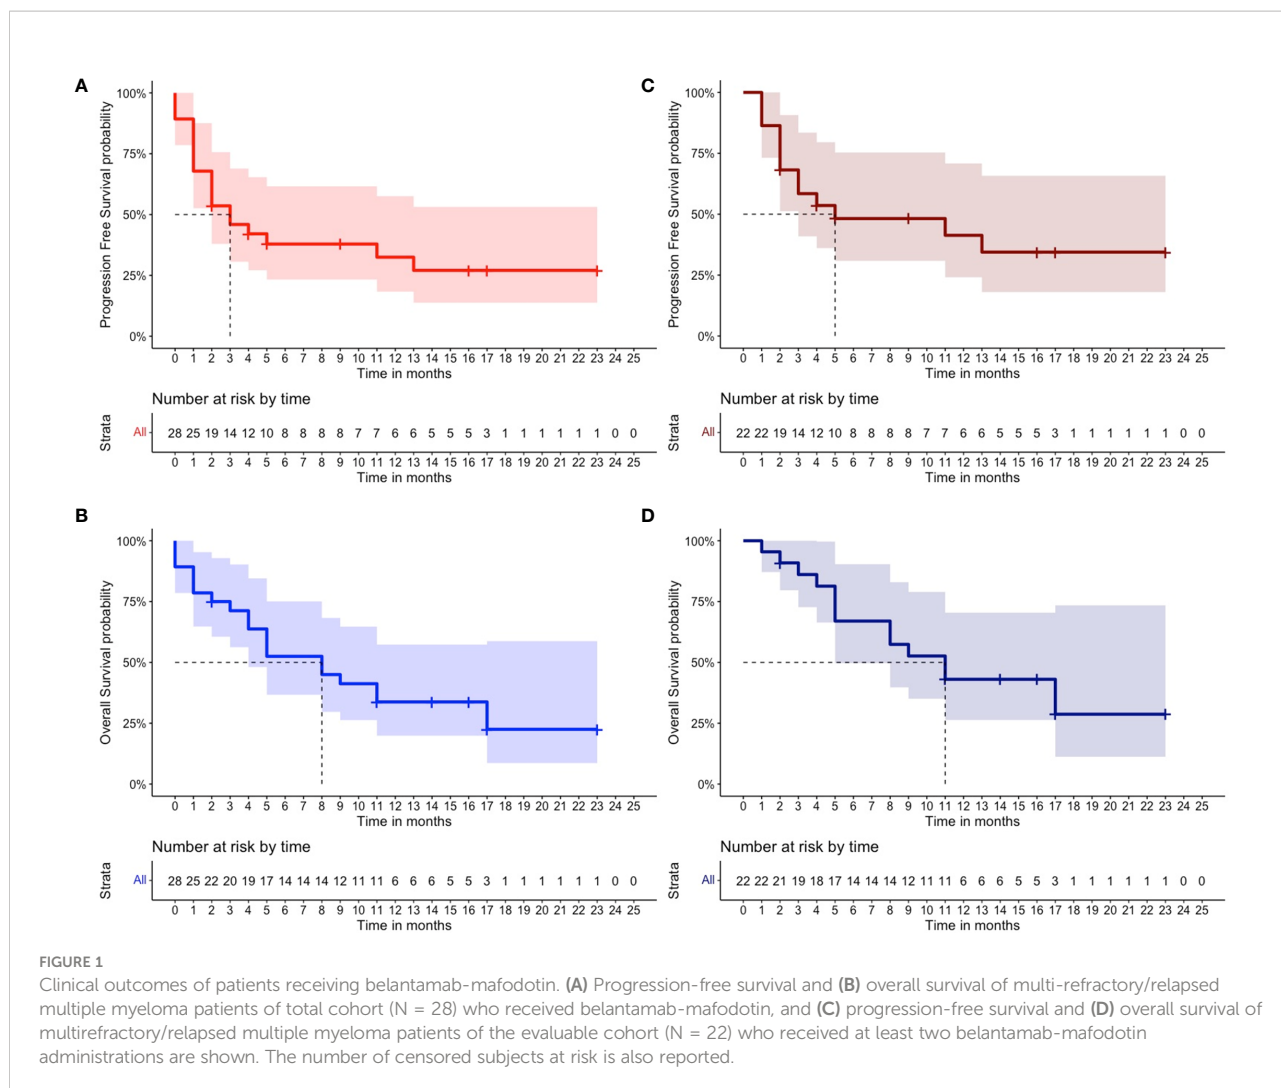 A
Progression Free Survival probability
100%
75%
50%
25%
0%
0 1 2 3 4 5 6 7 8 9 10 11 12 13 14 15 16 17 18 19 20 21 22 23 24 25
Time in months
Number at risk by time
Strata
All
28 25 19 14 12 10 8 8 8 8 7 7 6 6 5 5 5 3 1 1 1 1 1 1 0 0
0 1 2 3 4 5 6 7 8 9 10 11 12 13 14 15 16 17 18 19 20 21 22 23 24 25
Time in months
C
Progression Free Survival probability
100%
75%
50%
25%
0%
0 1 2 3 4 5 6 7 8 9 10 11 12 13 14 15 16 17 18 19 20 21 22 23 24 25
Time in months
Number at risk by time
Strata
All
22 22 19 14 12 10 8 8 8 8 7 7 6 6 5 5 5 3 1 1 1 1 1 1 0 0
0 1 2 3 4 5 6 7 8 9 10 11 12 13 14 15 16 17 18 19 20 21 22 23 24 25
Time in months
B
Overall Survival probability
100%
75%
50%
25%
0%
0 1 2 3 4 5 6 7 8 9 10 11 12 13 14 15 16 17 18 19 20 21 22 23 24 25
Time in months
Number at risk by time
Strata
All
28 25 22 20 19 17 14 14 14 12 11 11 6 6 6 5 5 3 1 1 1 1 1 1 0 0
0 1 2 3 4 5 6 7 8 9 10 11 12 13 14 15 16 17 18 19 20 21 22 23 24 25
Time in months
D
Overall Survival probability
100%
75%
50%
25%
0%
0 1 2 3 4 5 6 7 8 9 10 11 12 13 14 15 16 17 18 19 20 21 22 23 24 25
Time in months
Number at risk by time
Strata
All
22 22 21 19 18 17 14 14 14 12 11 11 6 6 6 5 5 3 1 1 1 1 1 1 0 0
0 1 2 3 4 5 6 7 8 9 10 11 12 13 14 15 16 17 18 19 20 21 22 23 24 25
Time in months
FIGURE 1
Clinical outcomes of patients receiving belantamab-mafodotin. (A) Progression-free survival and (B) overall survival of multi-refractory/relapsed
multiple myeloma patients of total cohort (N = 28) who received belantamab-mafodotin, and (C) progression-free survival and (D) overall survival of
multirefractory/relapsed multiple myeloma patients of the evaluable cohort (N = 22) who received at least two belantamab-mafodotin
administrations are shown. The number of censored subjects at risk is also reported.